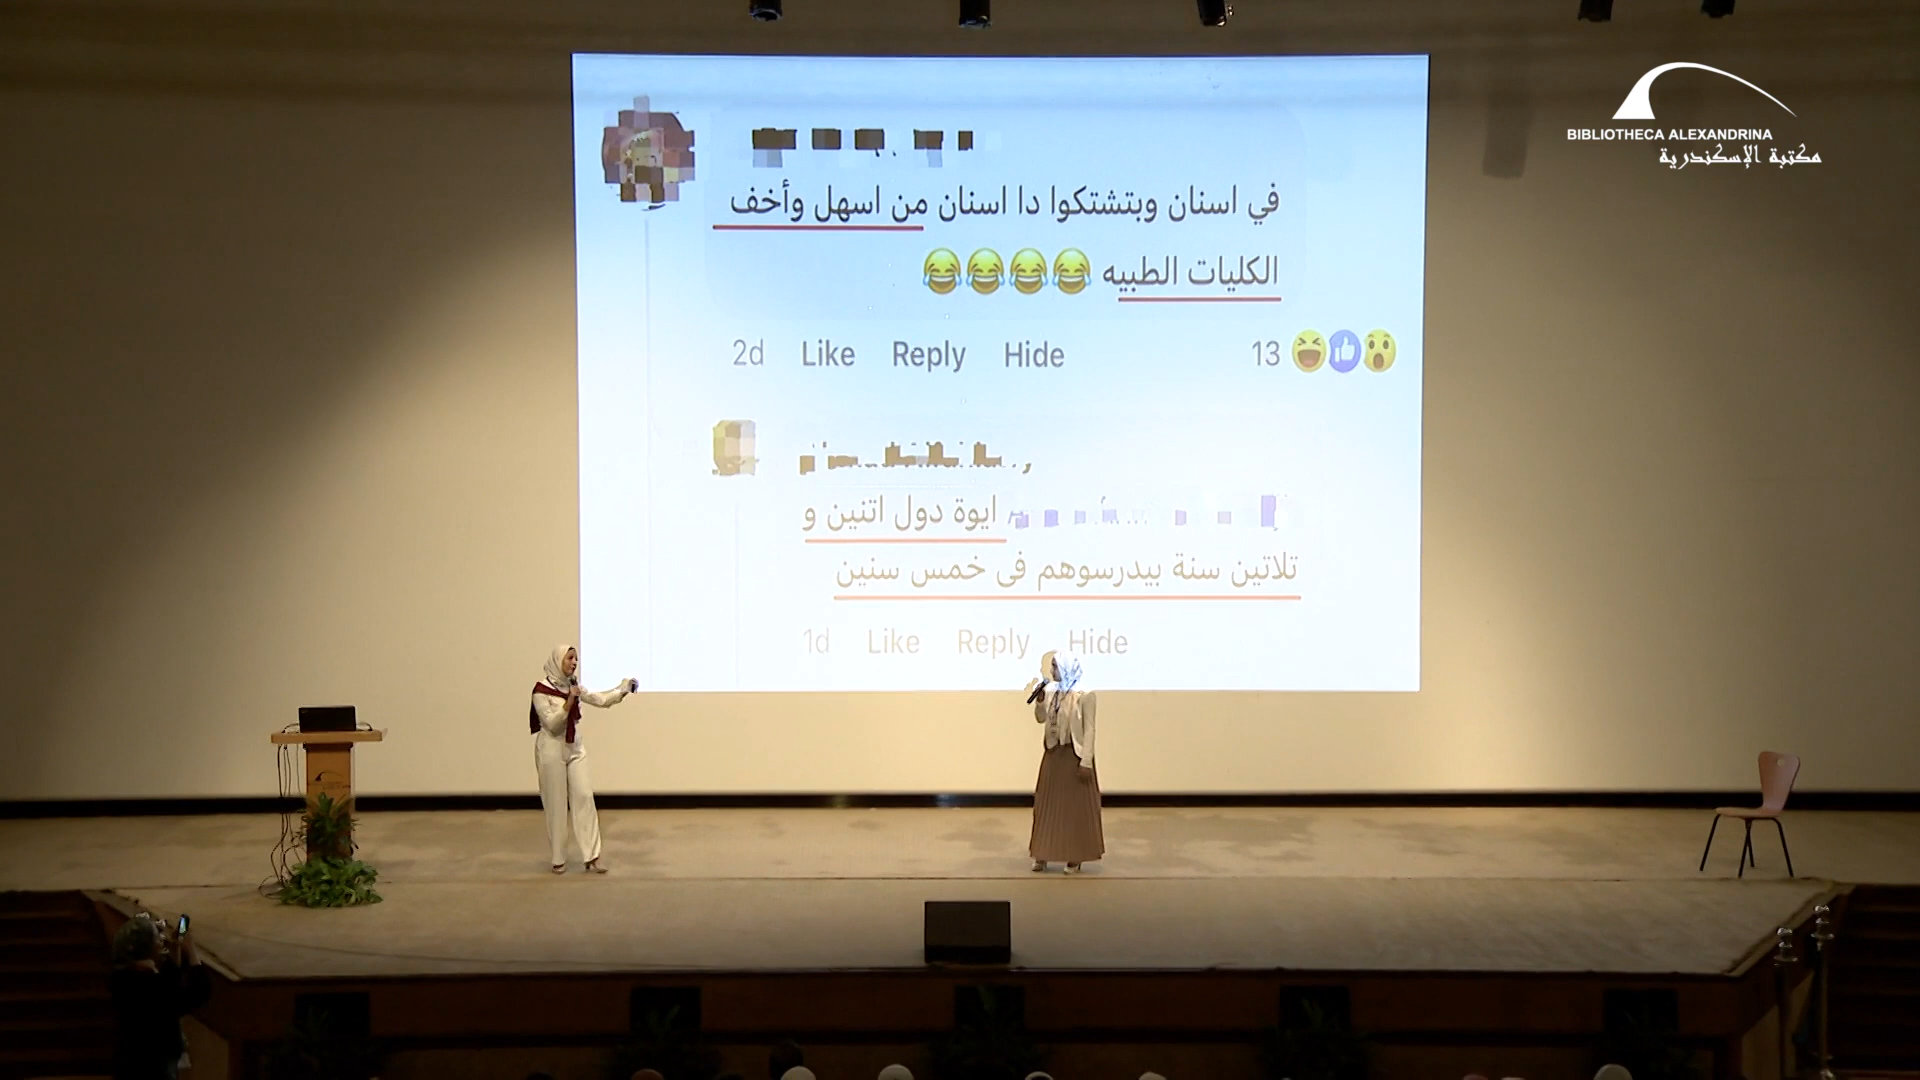 BIBLIOTHECA ALEXANDRINA
مكتبة الإسكندرية
في اسنان وبتشتكوا دا اسنان من اسهل وأخف
الكليات الطبيه 😂😂😂😂
2d Like Reply Hide 13
ايوة دول اتنين و
تلاتين سنة بيدرسوهم فى خمس سنين
1d Like Reply Hide